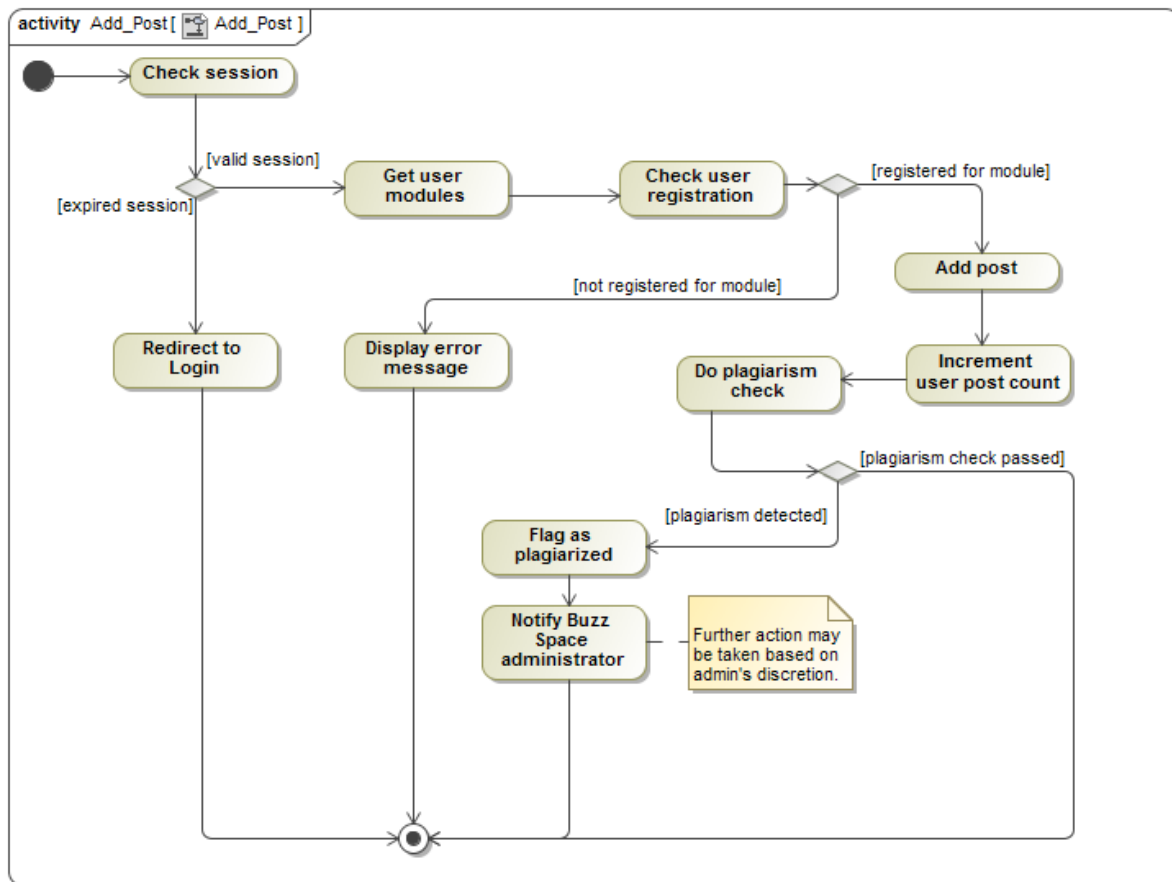 activity Add_Post[ Add_Post ]
Check session
[valid session]
[expired session]
Get user
modules
Check user
registration
[registered for module]
Add post
[not registered for module]
Redirect to
Login
Display error
message
Do plagiarism
check
Increment
user post count
[plagiarism check passed]
[plagiarism detected]
Flag as
plagiarized
Notify Buzz
Space
administrator
Further action may
be taken based on
admin's discretion.